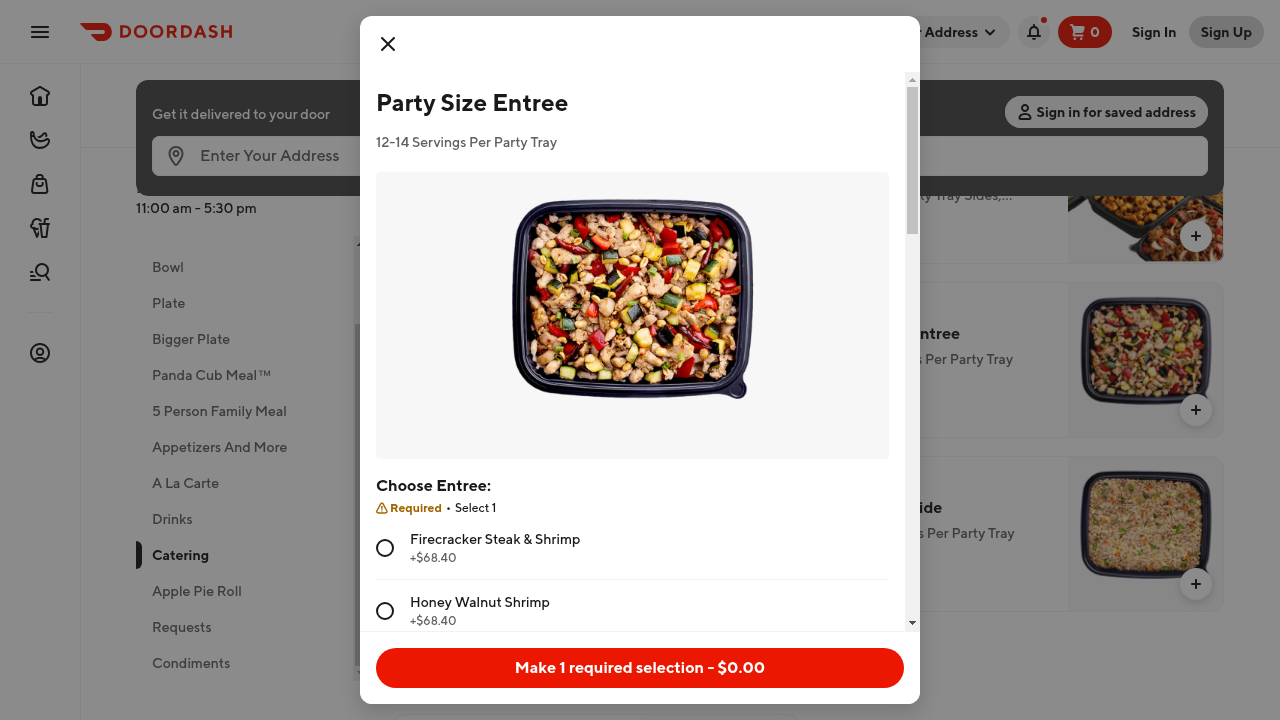 DOORDASH
Address
0
Sign In
Sign Up
Get it delivered to your door
Sign in for saved address
Enter Your Address
11:00 am - 5:30 pm
Bowl
Plate
Bigger Plate
Panda Cub Meal™
5 Person Family Meal
Appetizers And More
A La Carte
Drinks
Catering
Apple Pie Roll
Requests
Condiments
Party Size Entree
12-14 Servings Per Party Tray
Choose Entree:
Required • Select 1
Firecracker Steak & Shrimp
+$68.40
Honey Walnut Shrimp
+$68.40
Make 1 required selection - $0.00
Tray Sides,...
Per Party Tray
Per Party Tray